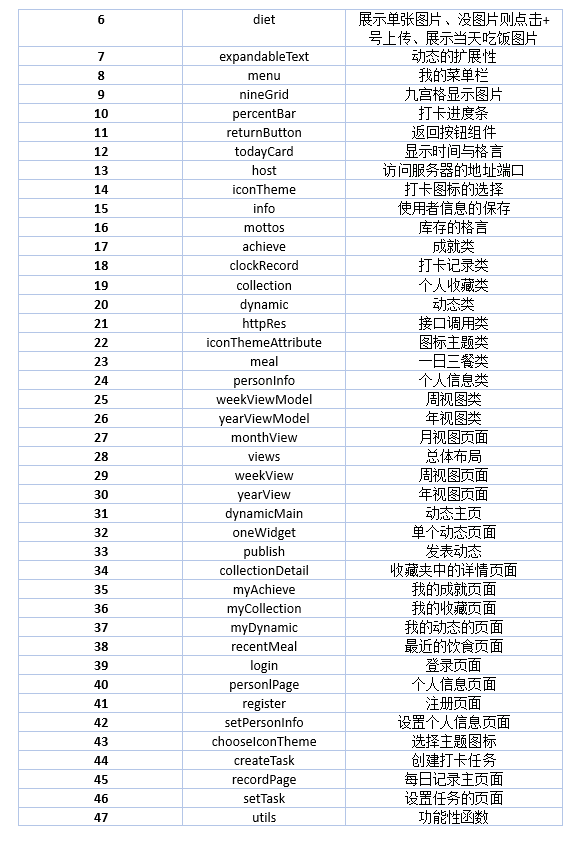 6 diet 展示单张图片、没图片则点击+
号上传、展示当天吃饭图片
7 expandableText 动态的扩展性
8 menu 我的菜单栏
9 nineGrid 九宫格显示图片
10 percentBar 打卡进度条
11 returnButton 返回按钮组件
12 todayCard 显示时间与格言
13 host 访问服务器的地址端口
14 iconTheme 打卡图标的选择
15 info 使用者信息的保存
16 mottos 库存的格言
17 achieve 成就类
18 clockRecord 打卡记录类
19 collection 个人收藏类
20 dynamic 动态类
21 httpRes 接口调用类
22 iconThemeAttribute 图标主题类
23 meal 一日三餐类
24 personInfo 个人信息类
25 weekViewModel 周视图类
26 yearViewModel 年视图类
27 monthView 月视图页面
28 views 总体布局
29 weekView 周视图页面
30 yearView 年视图页面
31 dynamicMain 动态主页
32 oneWidget 单个动态页面
33 publish 发表动态
34 collectionDetail 收藏夹中的详情页面
35 myAchieve 我的成就页面
36 myCollection 我的收藏页面
37 myDynamic 我的动态的页面
38 recentMeal 最近的饮食页面
39 login 登录页面
40 personlPage 个人信息页面
41 register 注册页面
42 setPersonInfo 设置个人信息页面
43 chooseIconTheme 选择主题图标
44 createTask 创建打卡任务
45 recordPage 每日记录主页面
46 setTask 设置任务的页面
47 utils 功能性函数